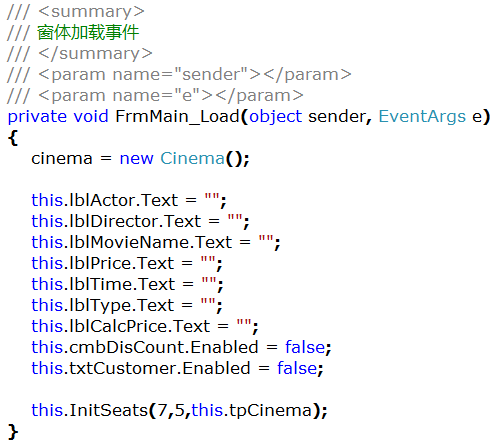 /// <summary>
/// 窗体加载事件
/// </summary>
/// <param name="sender"></param>
/// <param name="e"></param>
private void FrmMain_Load(object sender, EventArgs e)
{
    cinema = new Cinema();
    this.lblActor.Text = "";
    this.lblDirector.Text = "";
    this.lblMovieName.Text = "";
    this.lblPrice.Text = "";
    this.lblTime.Text = "";
    this.lblType.Text = "";
    this.lblCalcPrice.Text = "";
    this.cmbDisCount.Enabled = false;
    this.txtCustomer.Enabled = false;
    this.InitSeats(7,5,this.tpCinema);
}